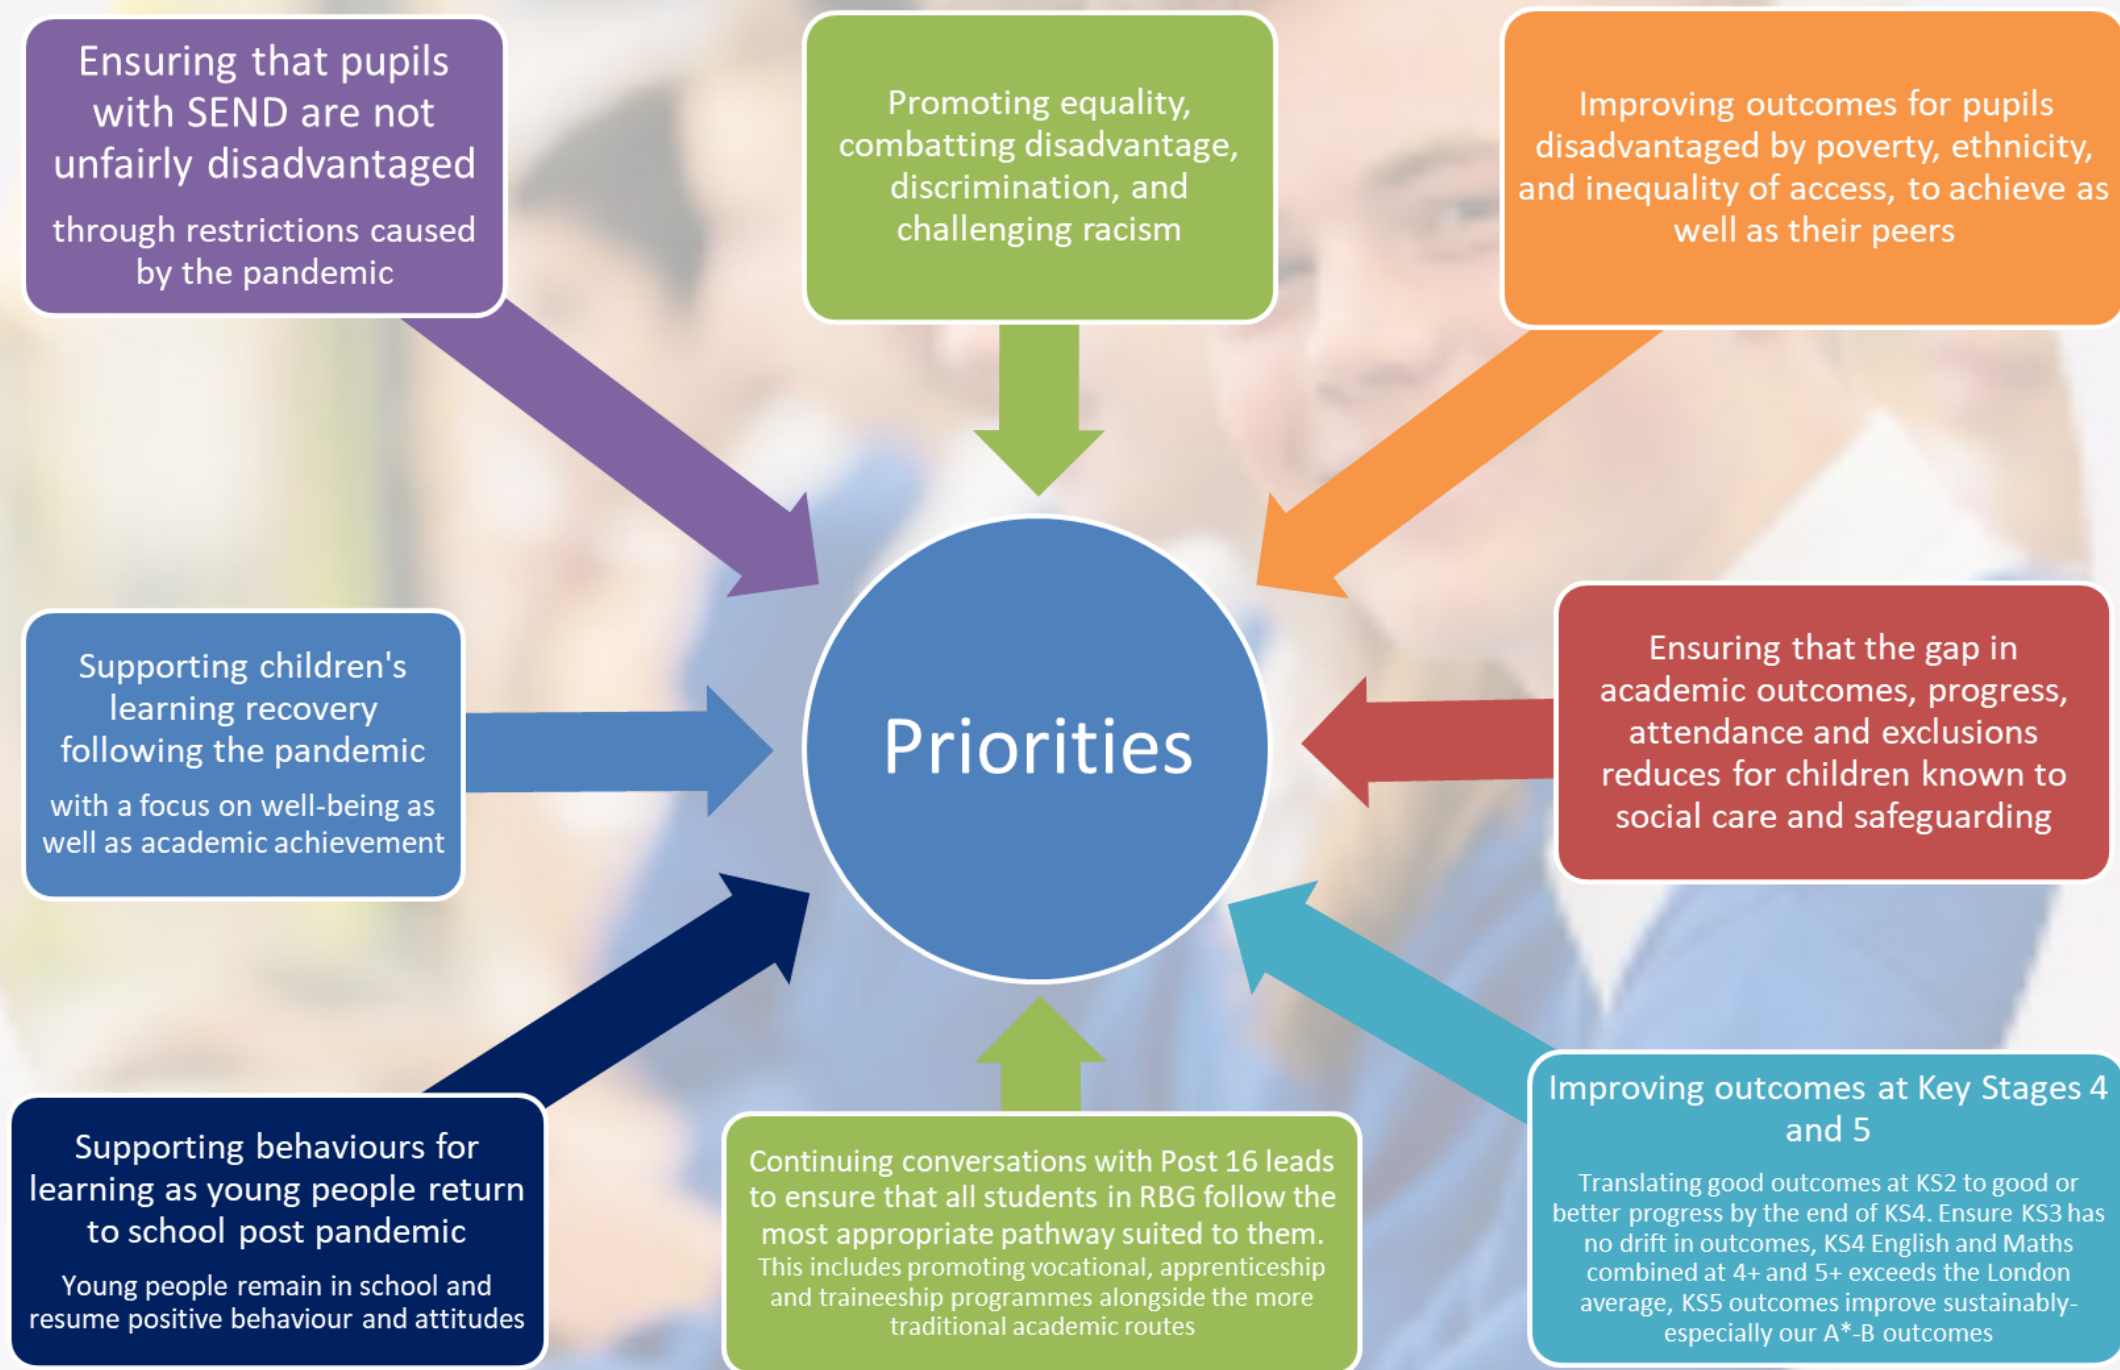 Ensuring that pupils
with SEND are not
unfairly disadvantaged
through restrictions caused
by the pandemic
Promoting equality,
combatting disadvantage,
discrimination, and
challenging racism
Improving outcomes for pupils
disadvantaged by poverty, ethnicity,
and inequality of access, to achieve as
well as their peers
Supporting children's
learning recovery
following the pandemic
with a focus on well-being as
well as academic achievement
Priorities
Ensuring that the gap in
academic outcomes, progress,
attendance and exclusions
reduces for children known to
social care and safeguarding
Supporting behaviours for
learning as young people return
to school post pandemic
Young people remain in school and
resume positive behaviour and attitudes
Continuing conversations with Post 16 leads
to ensure that all students in RBG follow the
most appropriate pathway suited to them.
This includes promoting vocational, apprenticeship
and traineeship programmes alongside the more
traditional academic routes
Improving outcomes at Key Stages 4
and 5
Translating good outcomes at KS2 to good or
better progress by the end of KS4. Ensure KS3 has
no drift in outcomes, KS4 English and Maths
combined at 4+ and 5+ exceeds the London
average, KS5 outcomes improve sustainably-
especially our A*-B outcomes